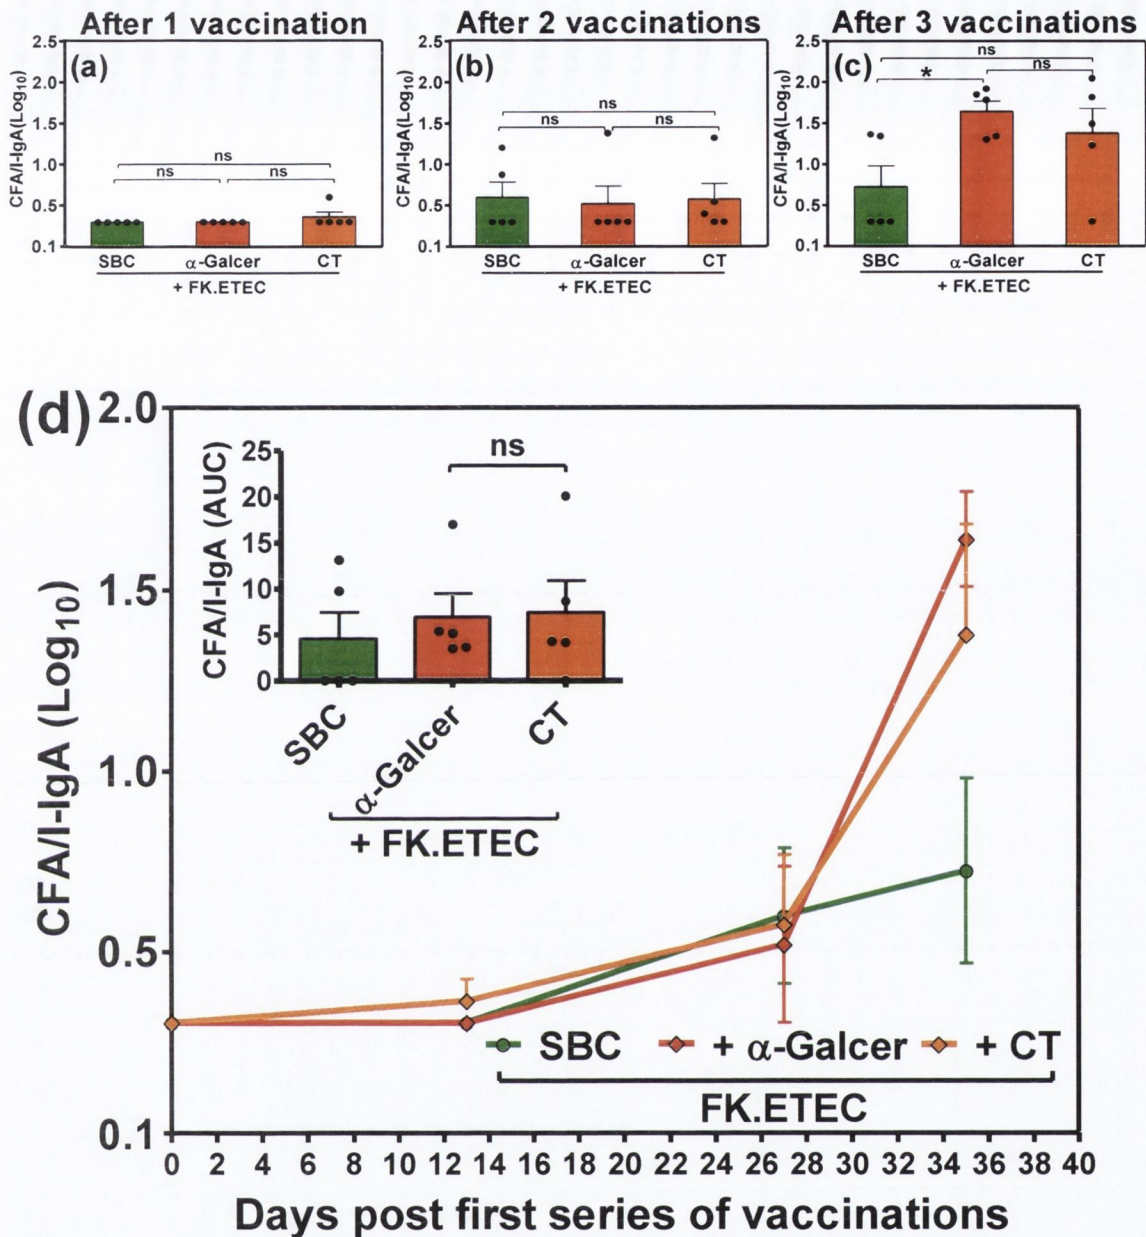 After 1 vaccination
After 2 vaccinations
After 3 vaccinations
(a)
CFA/I-IgA(Log10)
2.5
2.0
1.5
1.0
0.5
0.1
ns
ns
ns
SBC α-Galcer CT
+ FK.ETEC
(b)
CFA/I-IgA(Log10)
2.5
2.0
1.5
1.0
0.5
0.1
ns
ns
ns
SBC α-Galcer CT
+ FK.ETEC
(c)
CFA/I-IgA(Log10)
2.5
2.0
1.5
1.0
0.5
0.1
ns
*
ns
SBC α-Galcer CT
+ FK.ETEC
(d)
CFA/I-IgA (Log10)
2.0
1.5
1.0
0.5
0.1
CFA/I-IgA (AUC)
25
20
15
10
5
0
ns
SBC
α-Galcer
CT
+ FK.ETEC
SBC + α-Galcer + CT
FK.ETEC
0 2 4 6 8 10 12 14 16 18 20 22 24 26 28 30 32 34 36 38 40
Days post first series of vaccinations